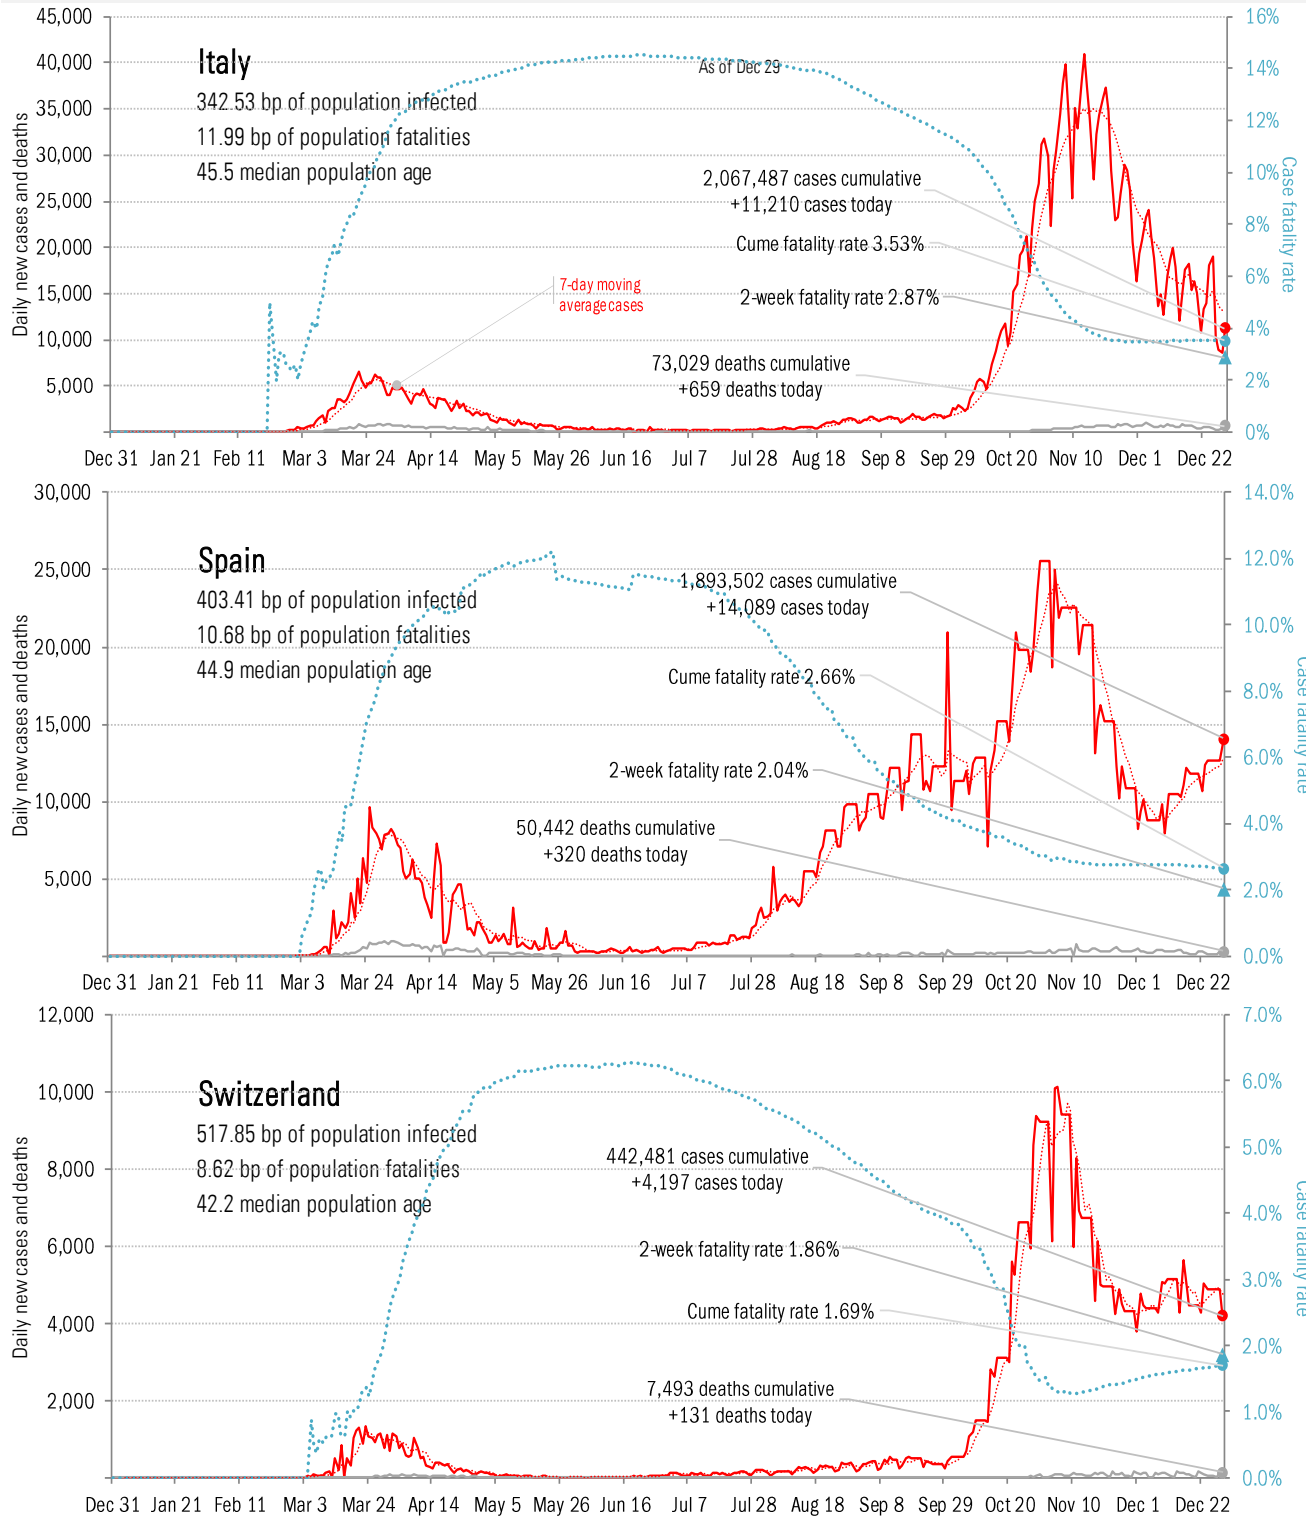 45,000
40,000
35,000
30,000
25,000
20,000
15,000
10,000
5,000
Daily new cases and deaths
16%
14%
12%
10%
8%
6%
4%
2%
0%
Case fatality rate
Italy
342.53 bp of population infected
11.99 bp of population fatalities
45.5 median population age
As of Dec 29
2,067,487 cases cumulative
+11,210 cases today
Cume fatality rate 3.53%
2-week fatality rate 2.87%
7-day moving
average cases
73,029 deaths cumulative
+659 deaths today
Dec 31 Jan 21 Feb 11 Mar 3 Mar 24 Apr 14 May 5 May 26 Jun 16 Jul 7 Jul 28 Aug 18 Sep 8 Sep 29 Oct 20 Nov 10 Dec 1 Dec 22
30,000
25,000
20,000
15,000
10,000
5,000
Daily new cases and deaths
14.0%
12.0%
10.0%
8.0%
6.0%
4.0%
2.0%
0.0%
Case fatality rate
Spain
403.41 bp of population infected
10.68 bp of population fatalities
44.9 median population age
1,893,502 cases cumulative
+14,089 cases today
Cume fatality rate 2.66%
2-week fatality rate 2.04%
50,442 deaths cumulative
+320 deaths today
Dec 31 Jan 21 Feb 11 Mar 3 Mar 24 Apr 14 May 5 May 26 Jun 16 Jul 7 Jul 28 Aug 18 Sep 8 Sep 29 Oct 20 Nov 10 Dec 1 Dec 22
12,000
10,000
8,000
6,000
4,000
2,000
Daily new cases and deaths
7.0%
6.0%
5.0%
4.0%
3.0%
2.0%
1.0%
0.0%
Case fatality rate
Switzerland
517.85 bp of population infected
8.62 bp of population fatalities
42.2 median population age
442,481 cases cumulative
+4,197 cases today
2-week fatality rate 1.86%
Cume fatality rate 1.69%
7,493 deaths cumulative
+131 deaths today
Dec 31 Jan 21 Feb 11 Mar 3 Mar 24 Apr 14 May 5 May 26 Jun 16 Jul 7 Jul 28 Aug 18 Sep 8 Sep 29 Oct 20 Nov 10 Dec 1 Dec 22